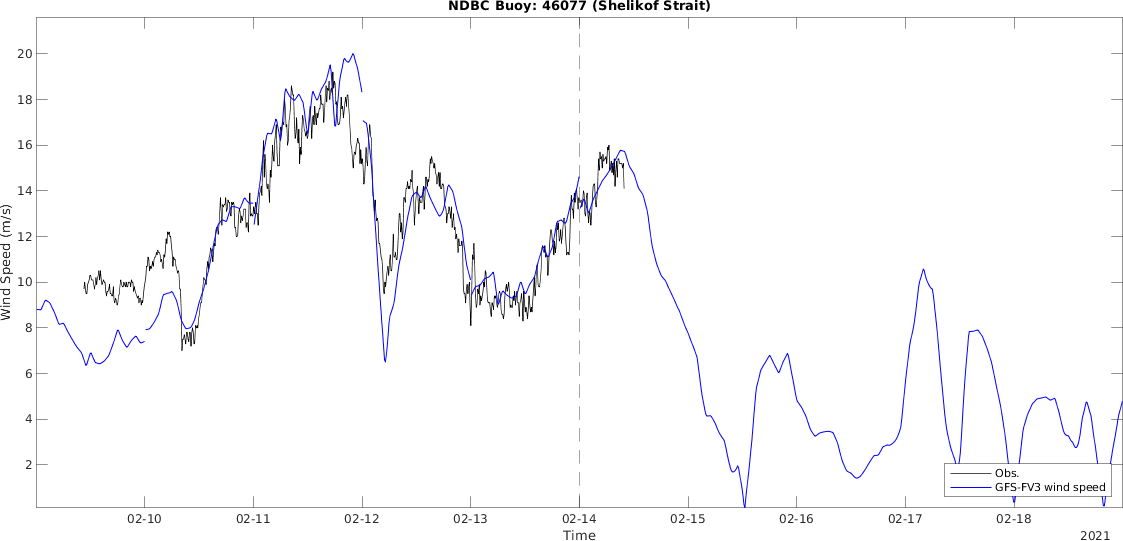 NDBC Buoy: 46077 (Shelikof Strait)
20
18
16
14
12
10
8
6
4
2
Wind Speed (m/s)
Obs.
GFS-FV3 wind speed
02-10 02-11 02-12 02-13 02-14 02-15 02-16 02-17 02-18
Time
2021